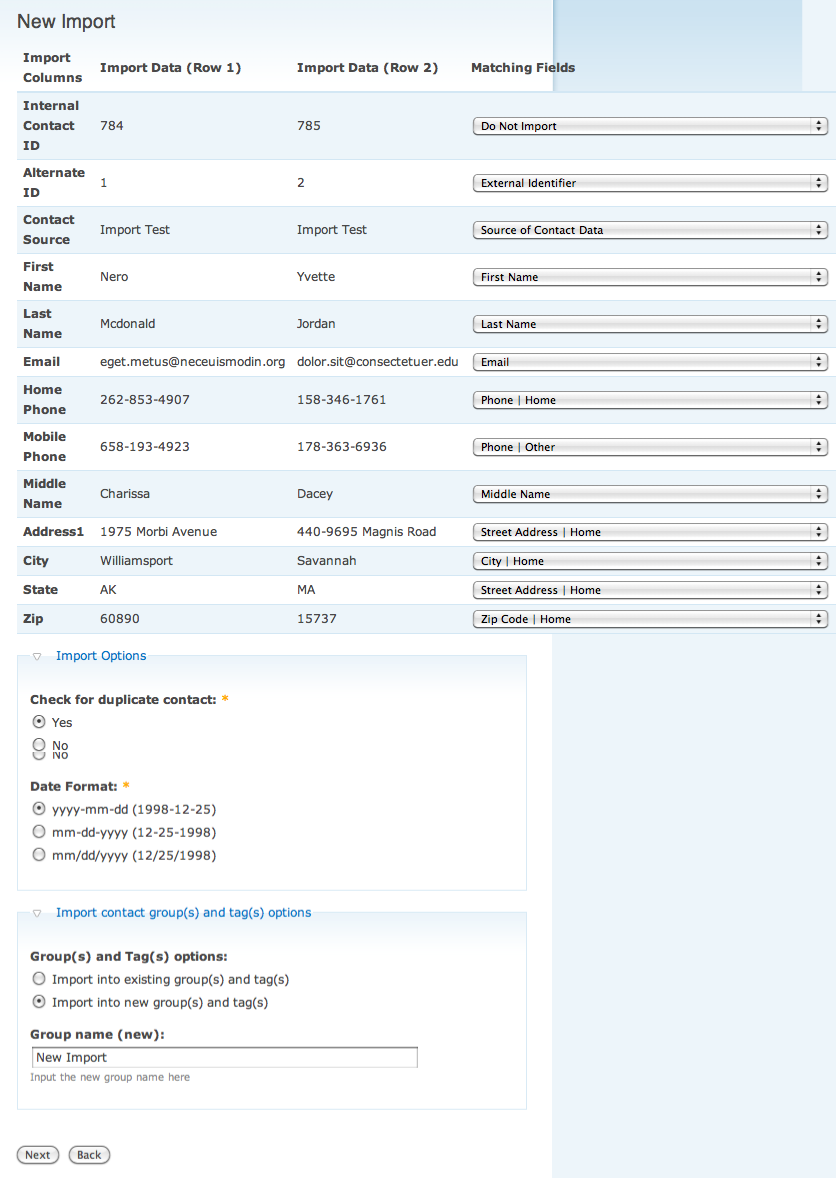 New Import
Import Columns Import Data (Row 1) Import Data (Row 2) Matching Fields
Internal Contact ID 784 785 Do Not Import
Alternate ID 1 2 External Identifier
Contact Source Import Test Import Test Source of Contact Data
First Name Nero Yvette First Name
Last Name Mcdonald Jordan Last Name
Email eget.metus@neceuismodin.org dolor.sit@consectetuer.edu Email
Home Phone 262-853-4907 158-346-1761 Phone | Home
Mobile Phone 658-193-4923 178-363-6936 Phone | Other
Middle Name Charissa Dacey Middle Name
Address1 1975 Morbi Avenue 440-9695 Magnis Road Street Address | Home
City Williamsport Savannah City | Home
State AK MA Street Address | Home
Zip 60890 15737 Zip Code | Home
Import Options
Check for duplicate contact: *
Yes
No
No
Date Format: *
yyyy-mm-dd (1998-12-25)
mm-dd-yyyy (12-25-1998)
mm/dd/yyyy (12/25/1998)
Import contact group(s) and tag(s) options
Group(s) and Tag(s) options:
Import into existing group(s) and tag(s)
Import into new group(s) and tag(s)
Group name (new):
New Import
Input the new group name here
Next Back